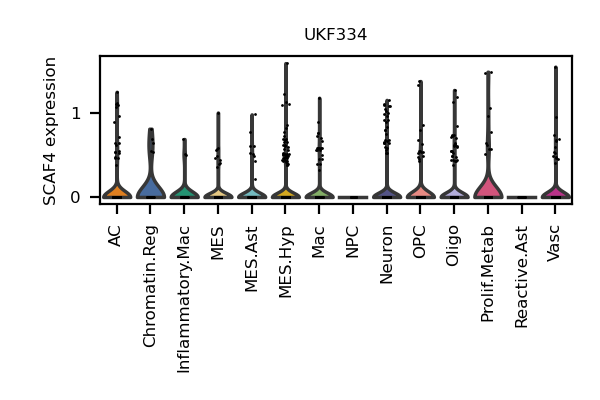 UKF334
SCAF4 expression
1
0
AC
Chromatin.Reg
Inflammatory.Mac
MES
MES.Ast
MES.Hyp
Mac
NPC
Neuron
OPC
Oligo
Prolif.Metab
Reactive.Ast
Vasc